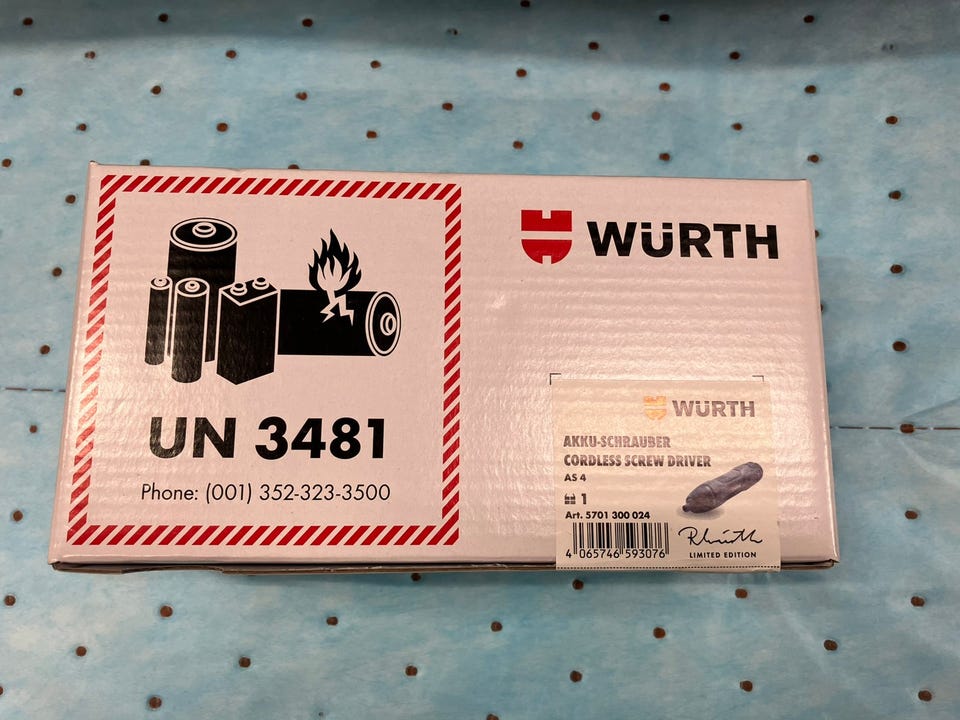 UN 3481
Phone: (001) 352-323-3500
WÜRTH
WÜRTH
AKKU-SCHRAUBER
CORDLESS SCREW DRIVER
AS 4
1
Art. 5701 300 024
4 065746 593076
LIMITED EDITION